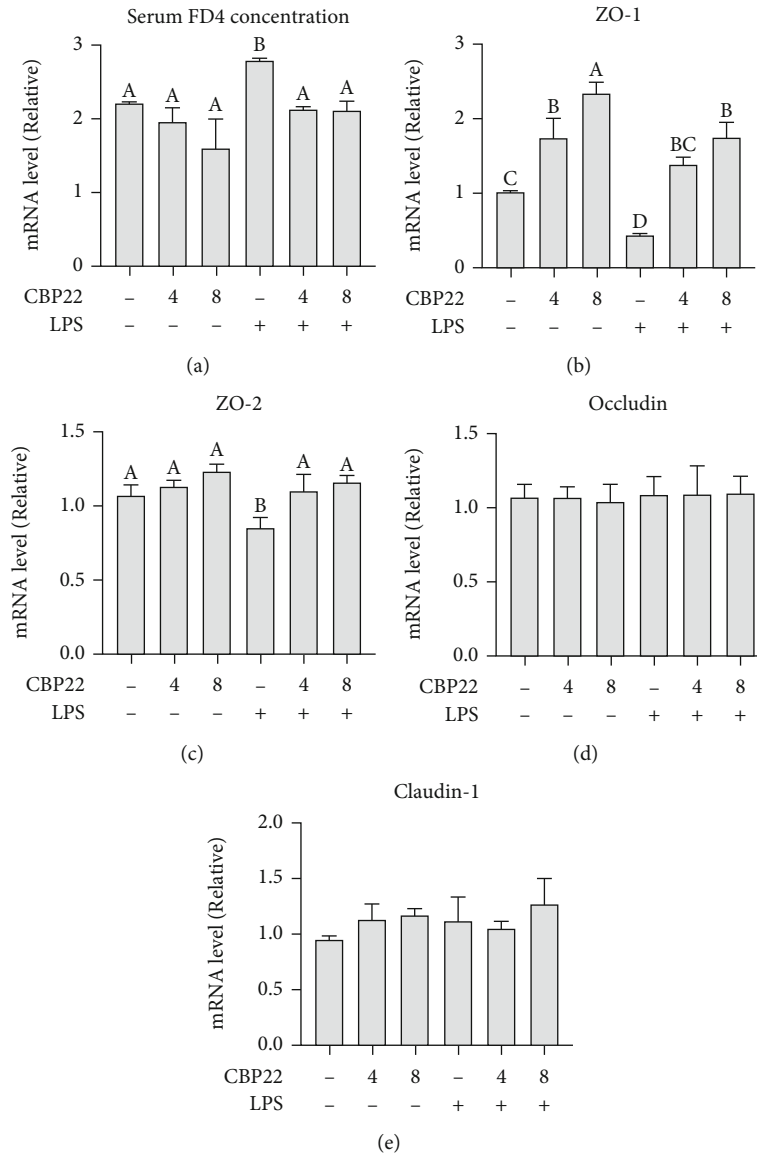 Serum FD4 concentration
mRNA level (Relative)
3
2
1
0
A A A B A A
CBP22 – 4 8 – 4 8
LPS – – – + + +
(a)
ZO-1
mRNA level (Relative)
3
2
1
0
C B A D BC B
CBP22 – 4 8 – 4 8
LPS – – – + + +
(b)
ZO-2
mRNA level (Relative)
1.5
1.0
0.5
0.0
A A A B A A
CBP22 – 4 8 – 4 8
LPS – – – + + +
(c)
Occludin
mRNA level (Relative)
1.5
1.0
0.5
0.0
CBP22 – 4 8 – 4 8
LPS – – – + + +
(d)
Claudin-1
mRNA level (Relative)
2.0
1.5
1.0
0.5
0.0
CBP22 – 4 8 – 4 8
LPS – – – + + +
(e)